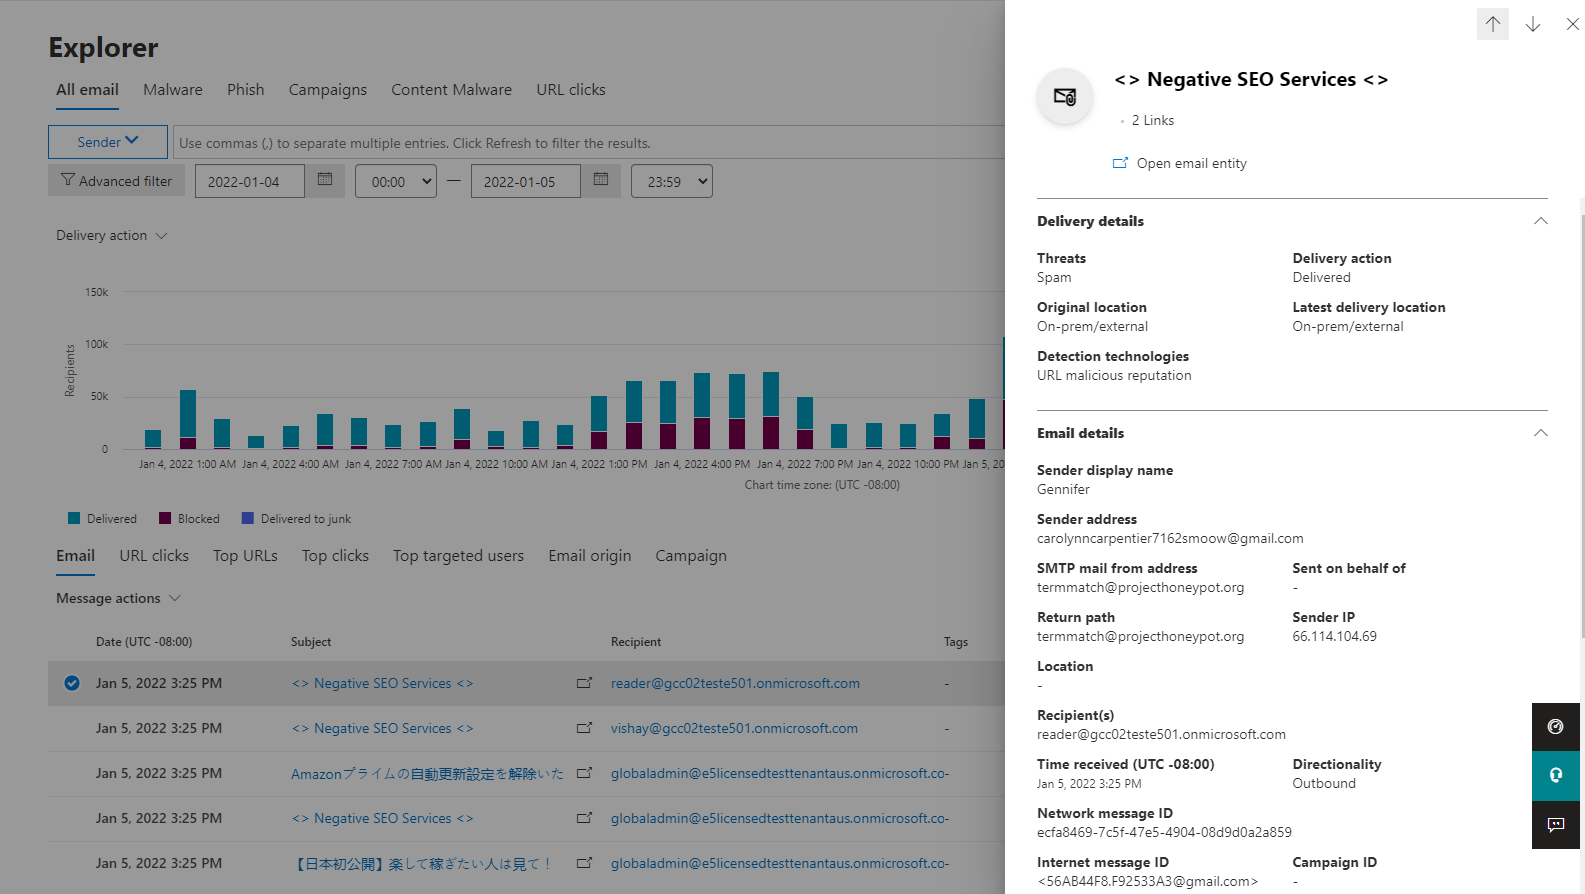 Explorer
All email Malware Phish Campaigns Content Malware URL clicks
Sender Use commas (,) to separate multiple entries. Click Refresh to filter the results.
Advanced filter 2022-01-04 00:00 — 2022-01-05 23:59
Delivery action
150k
100k
50k
0
Recipients
Jan 4, 2022 1:00 AM Jan 4, 2022 4:00 AM Jan 4, 2022 7:00 AM Jan 4, 2022 10:00 AM Jan 4, 2022 1:00 PM Jan 4, 2022 4:00 PM Jan 4, 2022 7:00 PM Jan 4, 2022 10:00 PM Jan 5, 20
Chart time zone: (UTC -08:00)
Delivered Blocked Delivered to junk
Email URL clicks Top URLs Top clicks Top targeted users Email origin Campaign
Message actions
Date (UTC -08:00) Subject Recipient Tags
Jan 5, 2022 3:25 PM <> Negative SEO Services <> reader@gcc02teste501.onmicrosoft.com -
Jan 5, 2022 3:25 PM <> Negative SEO Services <> vishay@gcc02teste501.onmicrosoft.com -
Jan 5, 2022 3:25 PM Amazonプライムの自動更新設定を解除いた globaladmin@e5licensedtesttenantaus.onmicrosoft.co-
Jan 5, 2022 3:25 PM <> Negative SEO Services <> globaladmin@e5licensedtesttenantaus.onmicrosoft.co-
Jan 5, 2022 3:25 PM 【日本初公開】楽して稼ぎたい人は見て！ globaladmin@e5licensedtesttenantaus.onmicrosoft.co-
<> Negative SEO Services <>
2 Links
Open email entity
Delivery details
Threats Delivery action
Spam Delivered
Original location Latest delivery location
On-prem/external On-prem/external
Detection technologies
URL malicious reputation
Email details
Sender display name
Gennifer
Sender address
carolynncarpentier7162smoow@gmail.com
SMTP mail from address Sent on behalf of
termmatch@projecthoneypot.org -
Return path Sender IP
termmatch@projecthoneypot.org 66.114.104.69
Location
-
Recipient(s)
reader@gcc02teste501.onmicrosoft.com
Time received (UTC -08:00) Directionality
Jan 5, 2022 3:25 PM Outbound
Network message ID
ecfa8469-7c5f-47e5-4904-08d9d0a2a859
Internet message ID Campaign ID
<56AB44F8.F92533A3@gmail.com> -